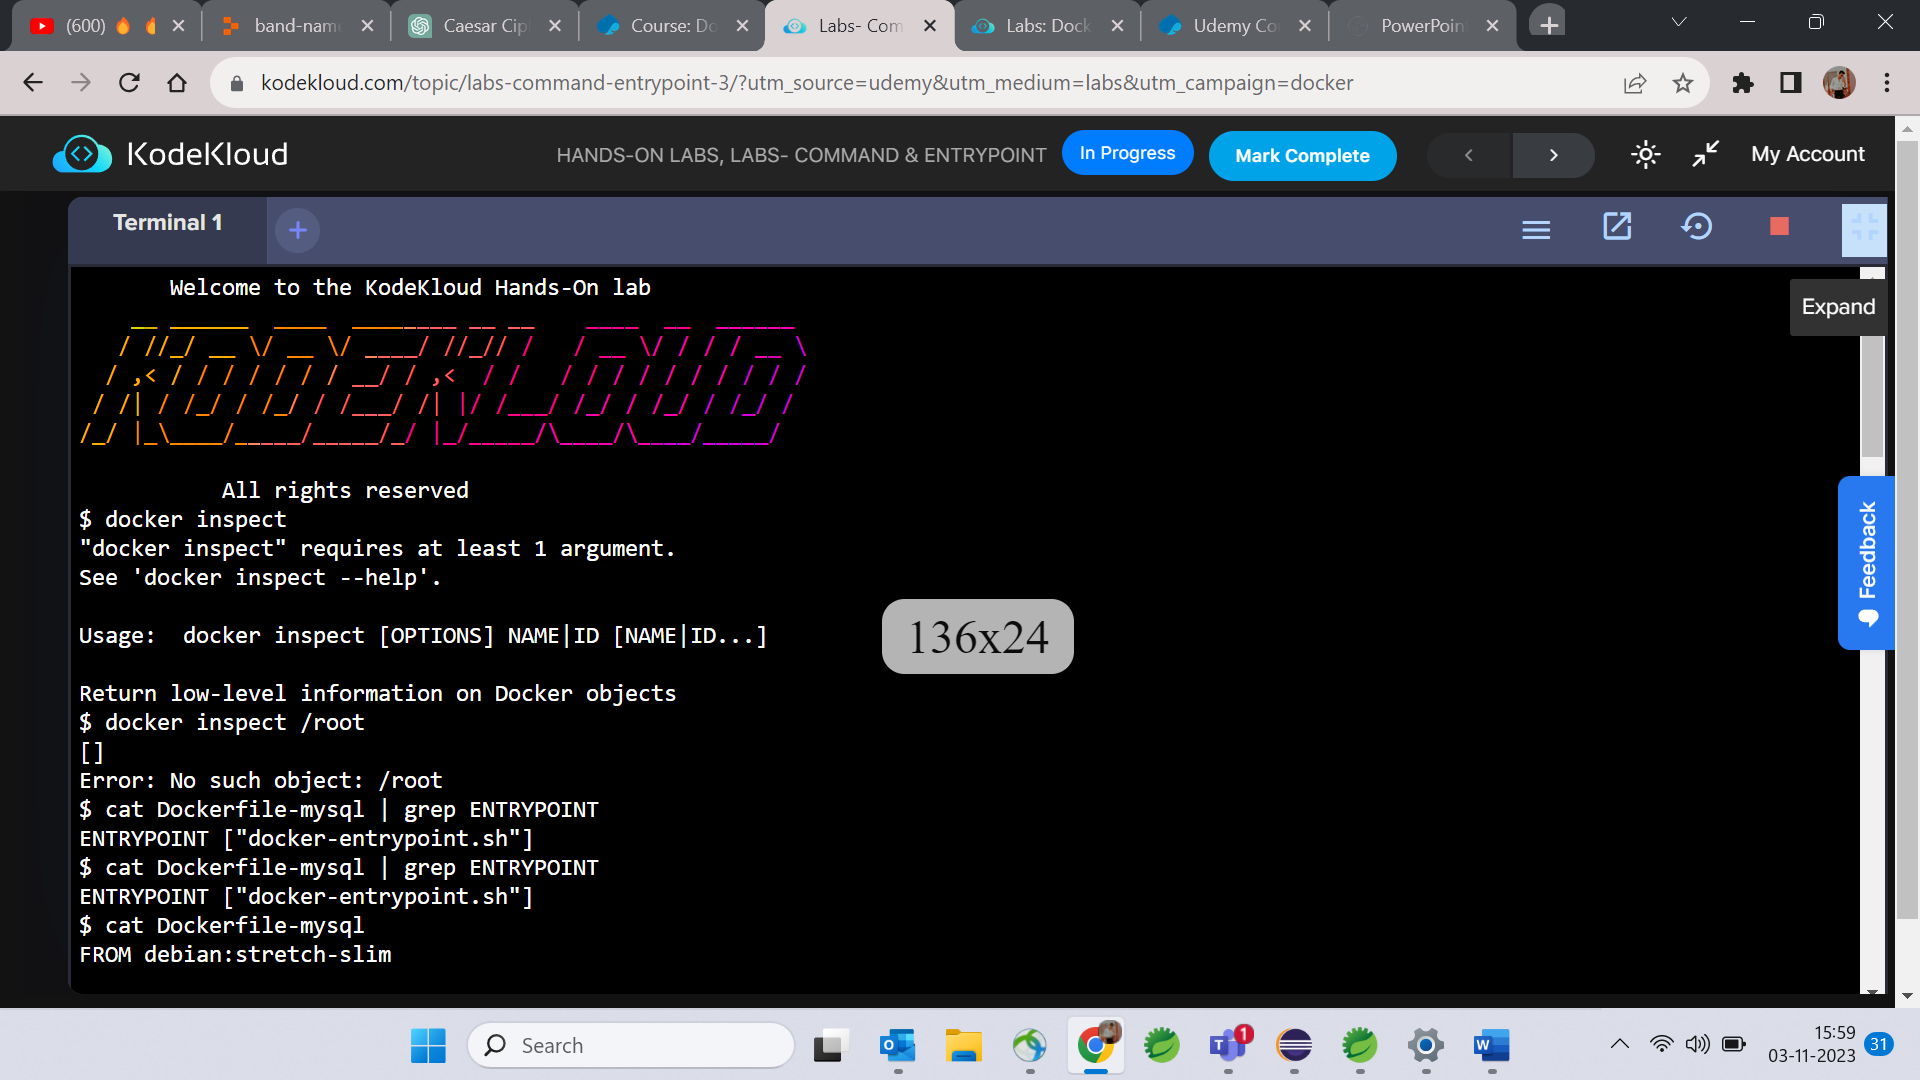 (600)
band-name
Caesar Cip
Course: Do
Labs- Com
Labs: Dock
Udemy Co
PowerPoint
kodekloud.com/topic/labs-command-entrypoint-3/?utm_source=udemy&utm_medium=labs&utm_campaign=docker
KodeKloud
HANDS-ON LABS, LABS- COMMAND & ENTRYPOINT
In Progress
Mark Complete
My Account
Terminal 1
Expand
Welcome to the KodeKloud Hands-On lab
KODEKLOUD
All rights reserved
$ docker inspect
"docker inspect" requires at least 1 argument.
See 'docker inspect --help'.
Usage:  docker inspect [OPTIONS] NAME|ID [NAME|ID...]
136x24
Return low-level information on Docker objects
$ docker inspect /root
[]
Error: No such object: /root
$ cat Dockerfile-mysql | grep ENTRYPOINT
ENTRYPOINT ["docker-entrypoint.sh"]
$ cat Dockerfile-mysql | grep ENTRYPOINT
ENTRYPOINT ["docker-entrypoint.sh"]
$ cat Dockerfile-mysql
FROM debian:stretch-slim
Feedback
Search
1
15:59
03-11-2023
31